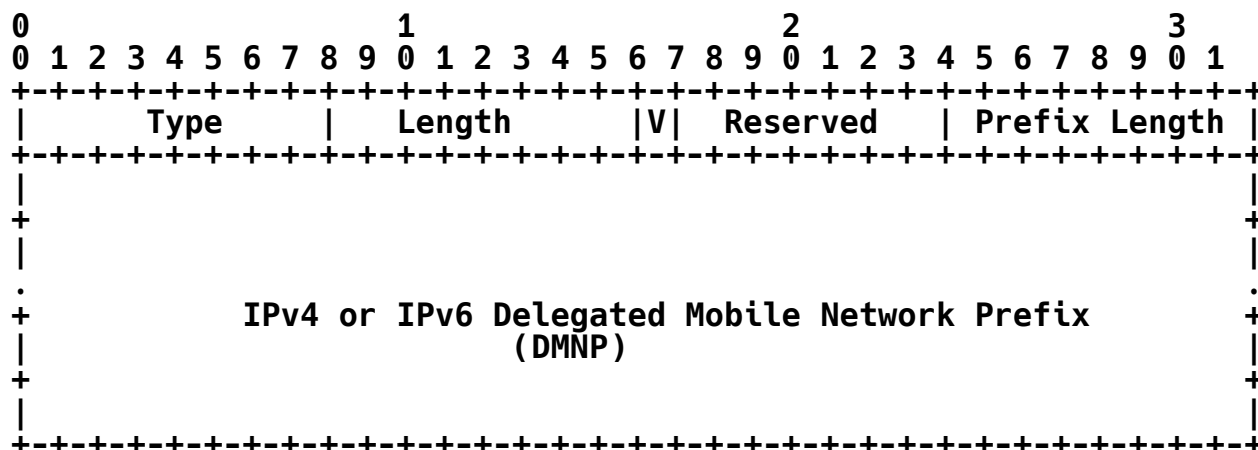 0                   1                   2                   3
0 1 2 3 4 5 6 7 8 9 0 1 2 3 4 5 6 7 8 9 0 1 2 3 4 5 6 7 8 9 0 1
+-+-+-+-+-+-+-+-+-+-+-+-+-+-+-+-+-+-+-+-+-+-+-+-+-+-+-+-+-+-+-+-+
|      Type     |   Length      |V|  Reserved   | Prefix Length |
+-+-+-+-+-+-+-+-+-+-+-+-+-+-+-+-+-+-+-+-+-+-+-+-+-+-+-+-+-+-+-+-+
|                                                               |
+                                                               +
|                                                               |
.                                                               .
+           IPv4 or IPv6 Delegated Mobile Network Prefix        +
|                         (DMNP)                                |
+                                                               +
|                                                               |
+-+-+-+-+-+-+-+-+-+-+-+-+-+-+-+-+-+-+-+-+-+-+-+-+-+-+-+-+-+-+-+-+